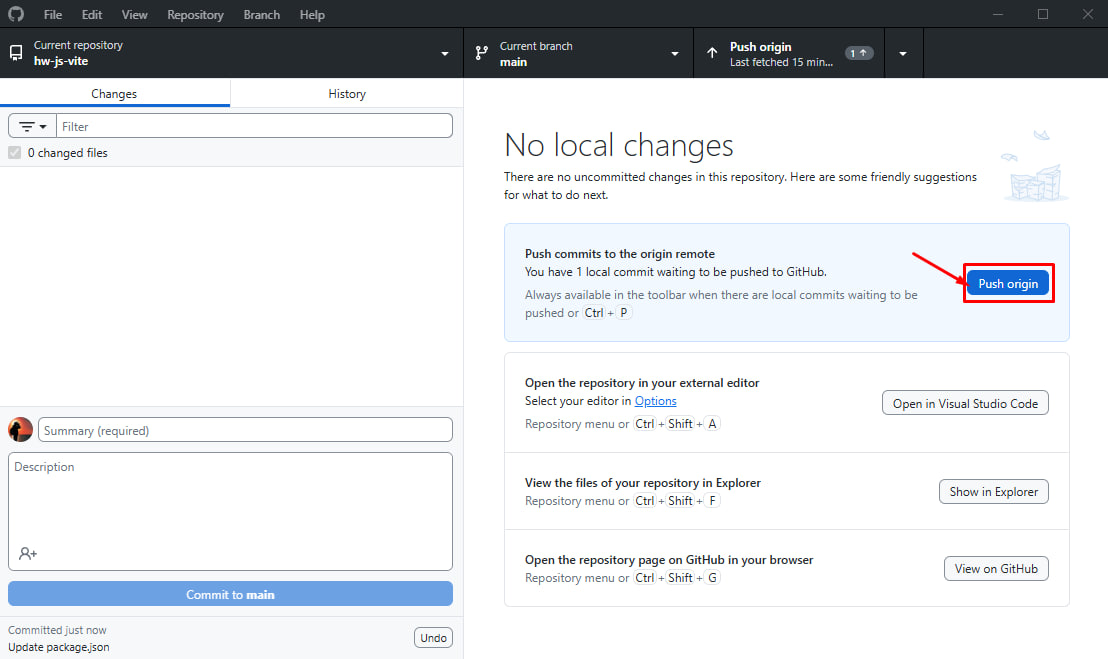 File Edit View Repository Branch Help
Current repository
hw-js-vite
Current branch
main
Push origin
Last fetched 15 min...
1
Changes
History
Filter
0 changed files
No local changes
There are no uncommitted changes in this repository. Here are some friendly suggestions
for what to do next.
Push commits to the origin remote
You have 1 local commit waiting to be pushed to GitHub.
Always available in the toolbar when there are local commits waiting to be
pushed or Ctrl + P
Push origin
Open the repository in your external editor
Select your editor in Options
Repository menu or Ctrl + Shift + A
Open in Visual Studio Code
View the files of your repository in Explorer
Repository menu or Ctrl + Shift + F
Show in Explorer
Open the repository page on GitHub in your browser
Repository menu or Ctrl + Shift + G
View on GitHub
Summary (required)
Description
Commit to main
Committed just now
Update package.json
Undo